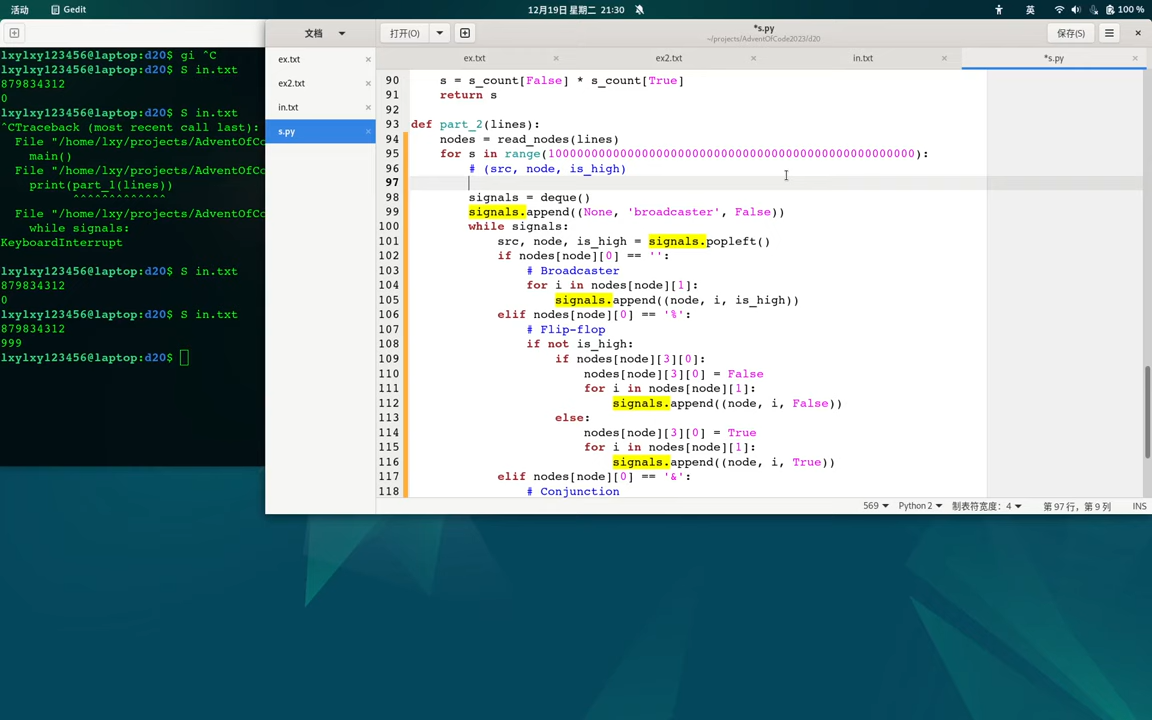 活动 Gedit 12月19日 星期二 21:30 英 100 %
lxylxy123456@laptop:d20$ gi ^C
lxylxy123456@laptop:d20$ S in.txt
879834312
0
lxylxy123456@laptop:d20$ S in.txt
^CTraceback (most recent call last):
File "/home/lxy/projects/AdventOfCo
main()
File "/home/lxy/projects/AdventOfCo
print(part_1(lines))
^^^^^^^^^^^^^
File "/home/lxy/projects/AdventOfCo
while signals:
KeyboardInterrupt
lxylxy123456@laptop:d20$ S in.txt
879834312
0
lxylxy123456@laptop:d20$ S in.txt
879834312
999
lxylxy123456@laptop:d20$
文档 打开(O) *s.py 保存(S)
~/projects/AdventOfCode2023/d20
ex.txt
ex2.txt
in.txt
s.py
ex.txt ex2.txt in.txt *s.py
90 s = s_count[False] * s_count[True]
91 return s
92
93 def part_2(lines):
94 nodes = read_nodes(lines)
95 for s in range(100000000000000000000000000000000000000000000000000):
96 # (src, node, is_high)
97
98 signals = deque()
99 signals.append((None, 'broadcaster', False))
100 while signals:
101 src, node, is_high = signals.popleft()
102 if nodes[node][0] == '':
103 # Broadcaster
104 for i in nodes[node][1]:
105 signals.append((node, i, is_high))
106 elif nodes[node][0] == '%':
107 # Flip-flop
108 if not is_high:
109 if nodes[node][3][0]:
110 nodes[node][3][0] = False
111 for i in nodes[node][1]:
112 signals.append((node, i, False))
113 else:
114 nodes[node][3][0] = True
115 for i in nodes[node][1]:
116 signals.append((node, i, True))
117 elif nodes[node][0] == '&':
118 # Conjunction
569 Python 2 制表符宽度：4 第 97 行，第 9 列 INS